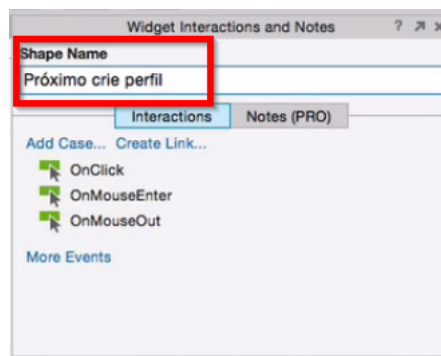 Widget Interactions and Notes ?
Shape Name
Próximo crie perfil
Interactions Notes (PRO)
Add Case... Create Link...
OnClick
OnMouseEnter
OnMouseOut
More Events